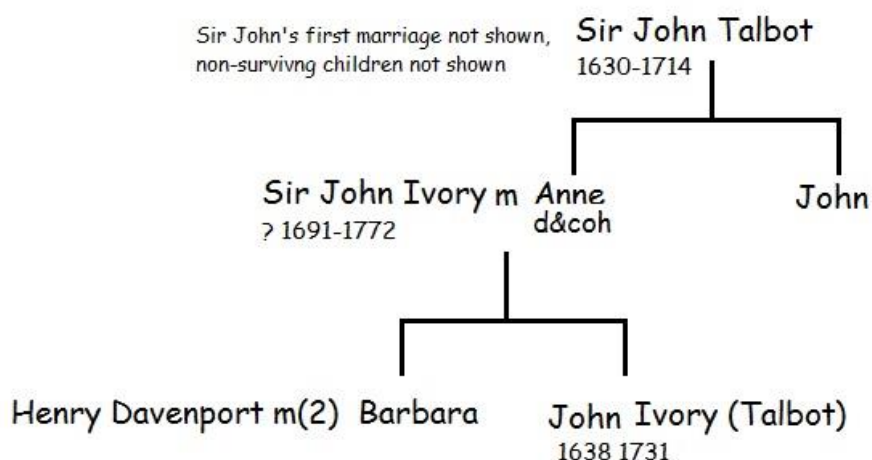 Sir John's first marriage not shown,
non-survivng children not shown
Sir John Talbot
1630-1714
Sir John Ivory m Anne
d&coh
John
? 1691-1772
Henry Davenport m(2) Barbara
John Ivory (Talbot)
1638 1731